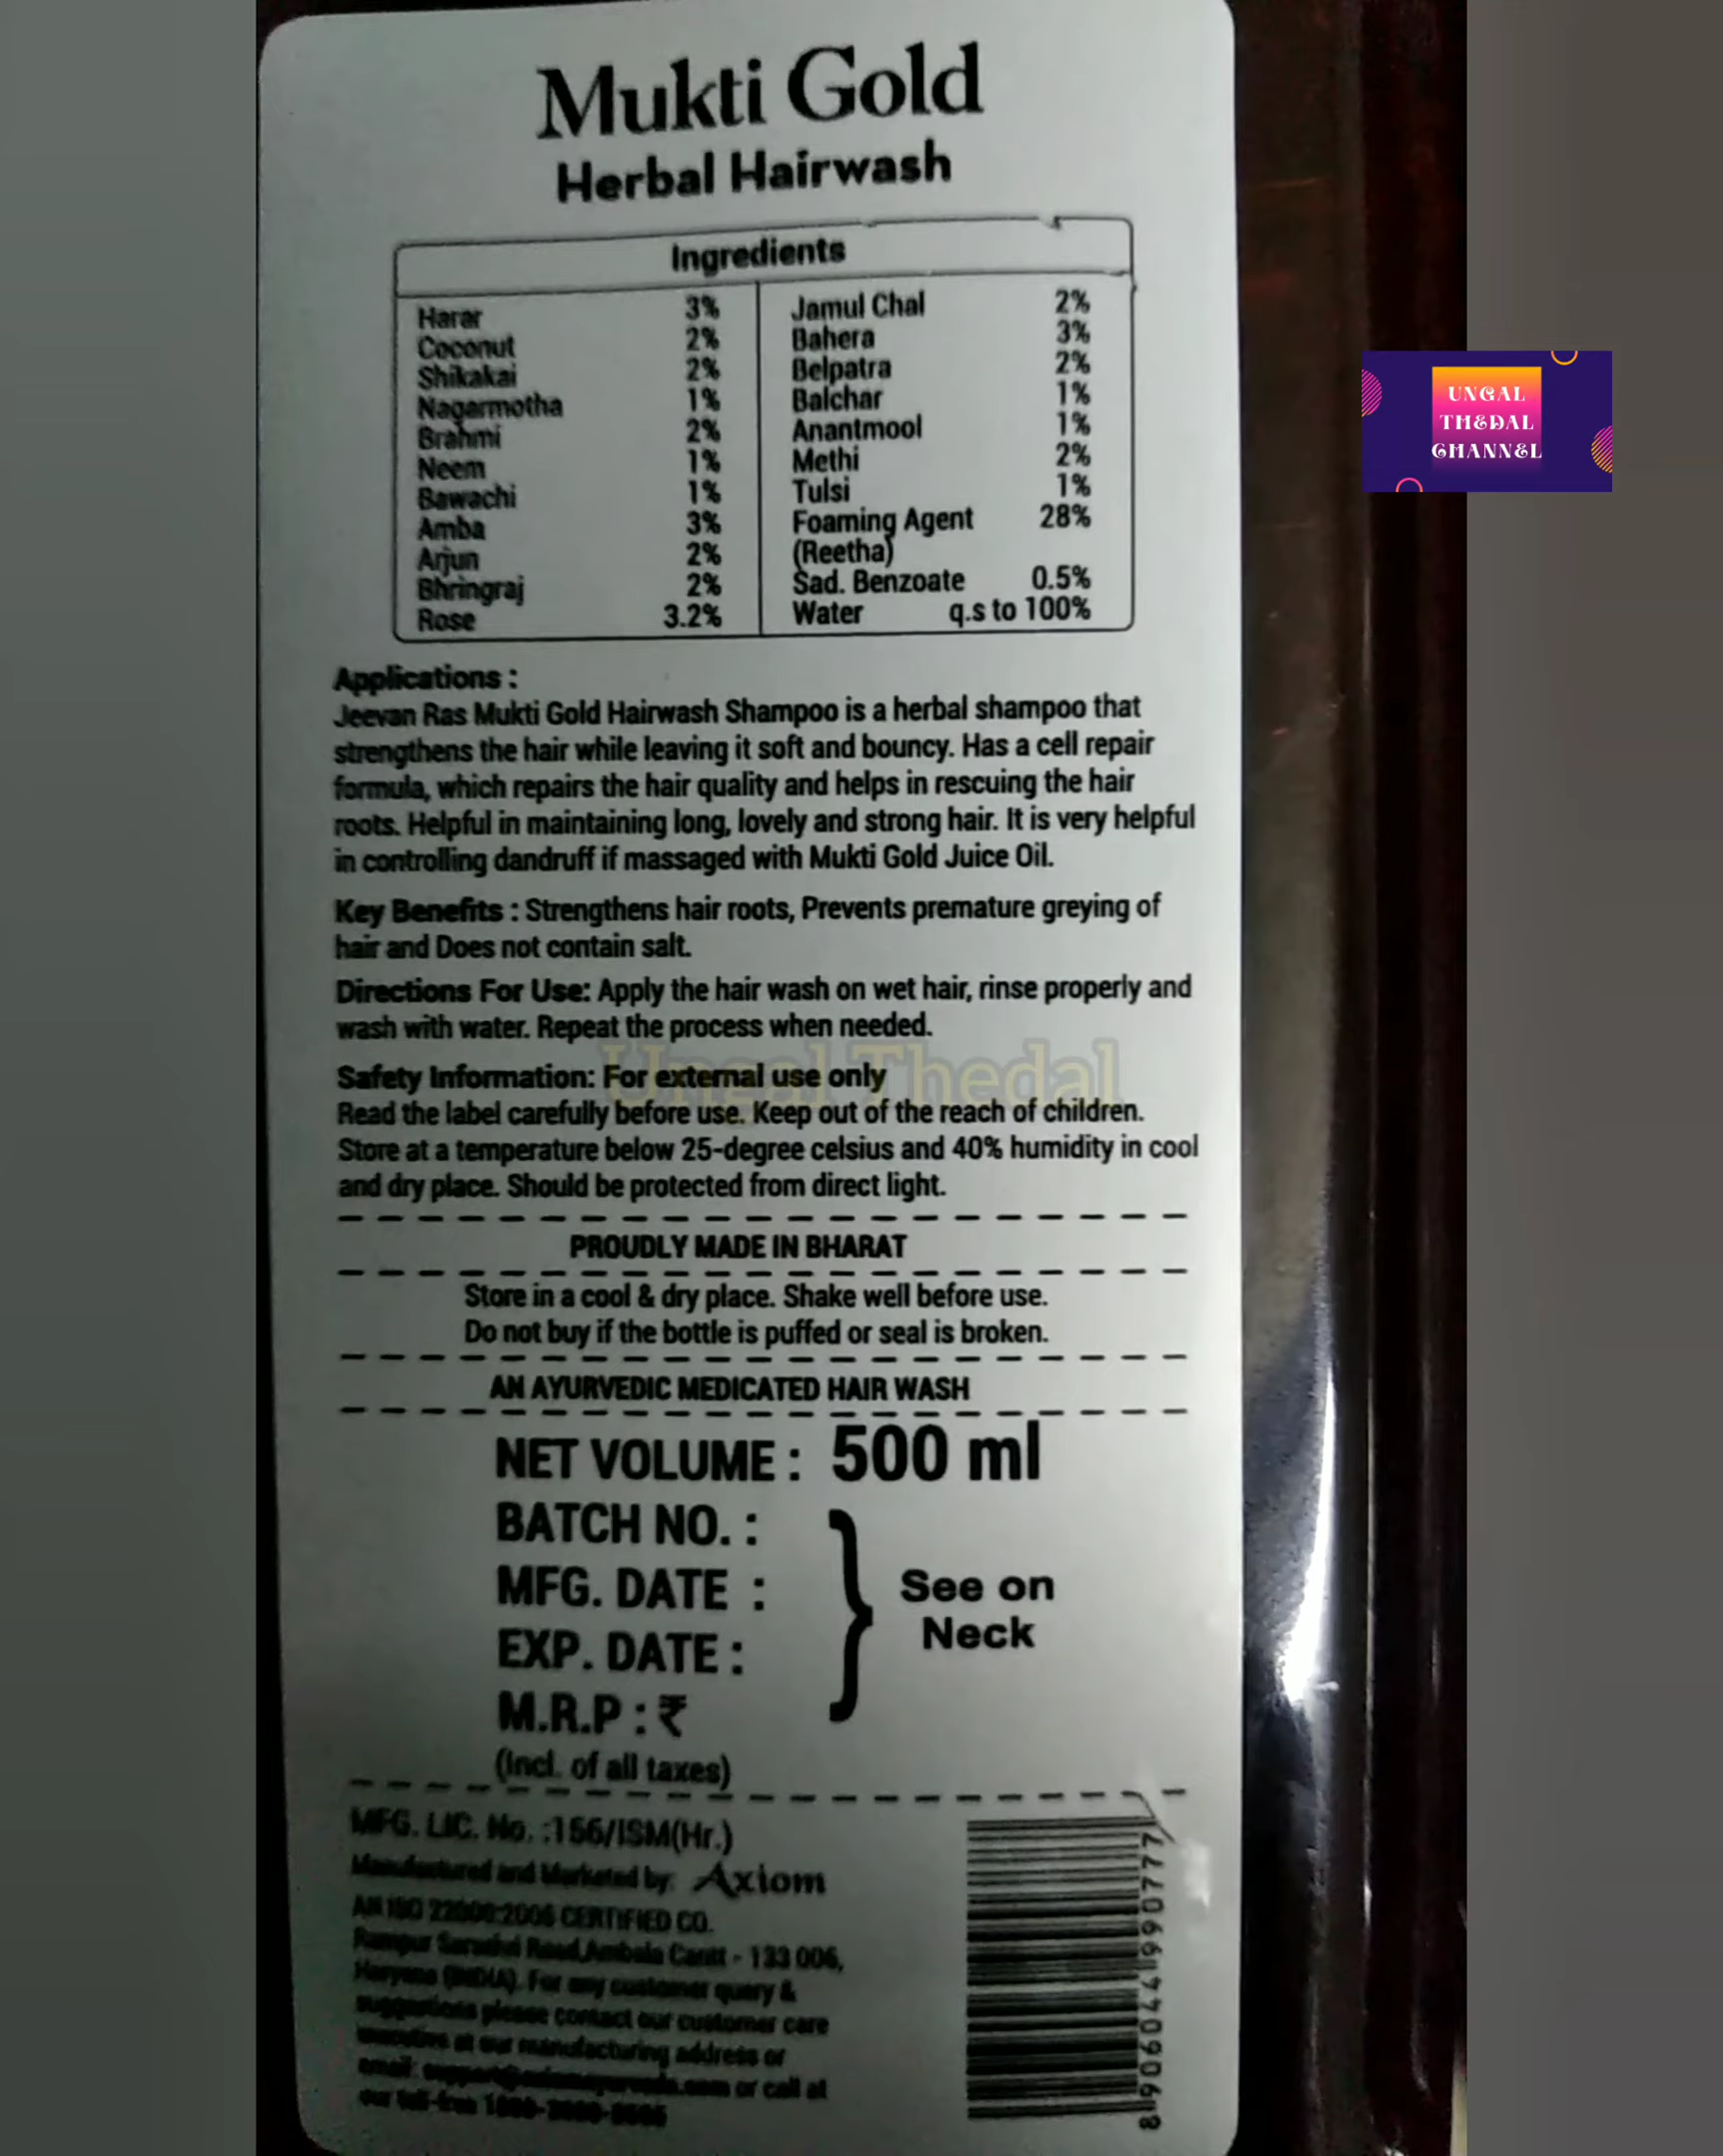 Mukti Gold
Herbal Hairwash
Ingredients
Harar 3%
Coconut 2%
Shikakai 2%
Nagarmotha 1%
Brahmi 2%
Neem 1%
Bawachi 1%
Amba 3%
Arjun 2%
Bhringraj 2%
Rose 3.2%
Jamul Chal 2%
Bahera 3%
Belpatra 2%
Balchar 1%
Anantmool 1%
Methi 2%
Tulsi 1%
Foaming Agent 28%
(Reetha)
Sad. Benzoate 0.5%
Water q.s to 100%
UNGAL
THEDAL
CHANNEL
Applications :
Jeevan Ras Mukti Gold Hairwash Shampoo is a herbal shampoo that
strengthens the hair while leaving it soft and bouncy. Has a cell repair
formula, which repairs the hair quality and helps in rescuing the hair
roots. Helpful in maintaining long, lovely and strong hair. It is very helpful
in controlling dandruff if massaged with Mukti Gold Juice Oil.
Key Benefits : Strengthens hair roots, Prevents premature greying of
hair and Does not contain salt.
Directions For Use: Apply the hair wash on wet hair, rinse properly and
wash with water. Repeat the process when needed.
Ungal Thedal
Safety Information: For external use only
Read the label carefully before use. Keep out of the reach of children.
Store at a temperature below 25-degree celsius and 40% humidity in cool
and dry place. Should be protected from direct light.
PROUDLY MADE IN BHARAT
Store in a cool & dry place. Shake well before use.
Do not buy if the bottle is puffed or seal is broken.
AN AYURVEDIC MEDICATED HAIR WASH
NET VOLUME : 500 ml
BATCH NO. :
MFG. DATE :
EXP. DATE :
M.R.P : ₹
(Incl. of all taxes)
See on
Neck
MFG. LIC. No. :156/ISM(Hr.)
Manufactured and Marketed by: Axiom
AN ISO 22000:2005 CERTIFIED CO.
Road,Ambala Cantt - 133 006,
Haryana (INDIA). For any customer query &
suggestions please contact our customer care
executive at our manufacturing address or
email: or call at
our toll-free
8 906044 990777